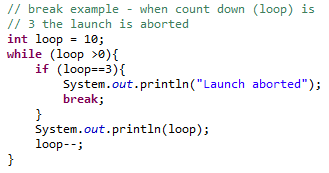 // break example - when count down (loop) is
// 3 the launch is aborted
int loop = 10;
while (loop >0){
    if (loop==3){
        System.out.println("Launch aborted");
        break;
    }
    System.out.println(loop);
    loop--;
}